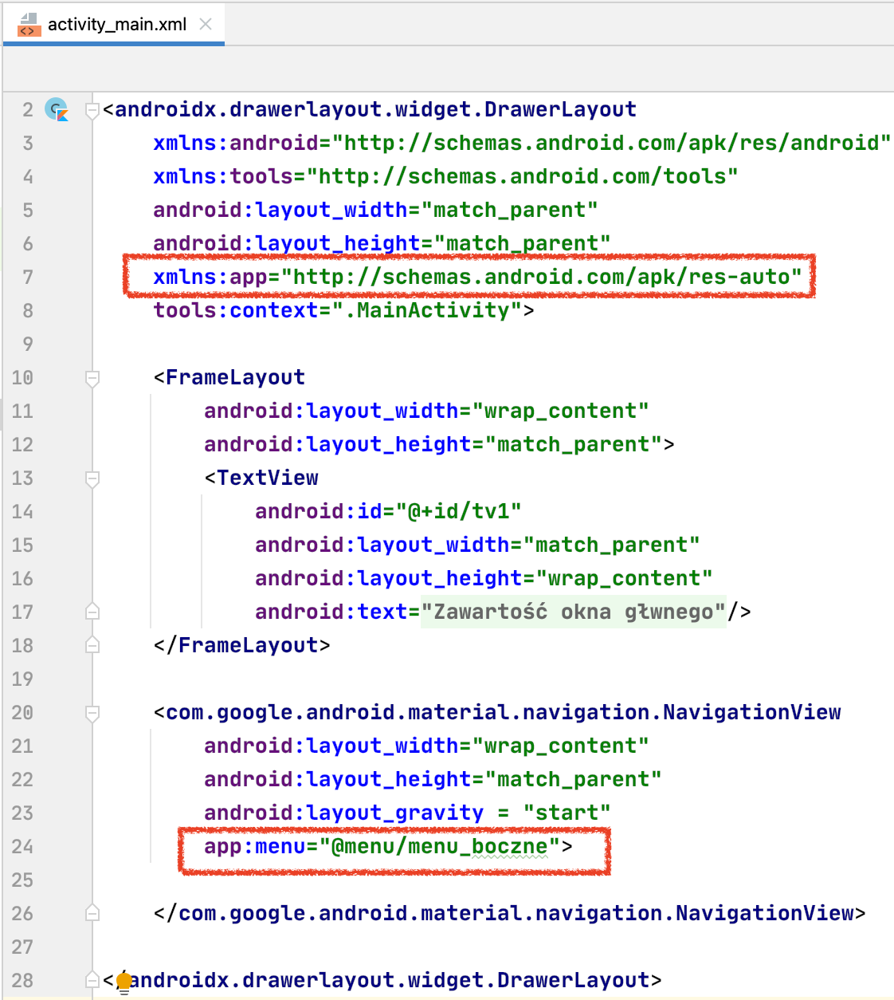 activity_main.xml
2 <androidx.drawerlayout.widget.DrawerLayout
3 xmlns:android="http://schemas.android.com/apk/res/android"
4 xmlns:tools="http://schemas.android.com/tools"
5 android:layout_width="match_parent"
6 android:layout_height="match_parent"
7 xmlns:app="http://schemas.android.com/apk/res-auto"
8 tools:context=".MainActivity">
9
10 <FrameLayout
11 android:layout_width="wrap_content"
12 android:layout_height="match_parent">
13 <TextView
14 android:id="@+id/tv1"
15 android:layout_width="match_parent"
16 android:layout_height="wrap_content"
17 android:text="Zawartość okna głwnego"/>
18 </FrameLayout>
19
20 <com.google.android.material.navigation.NavigationView
21 android:layout_width="wrap_content"
22 android:layout_height="match_parent"
23 android:layout_gravity = "start"
24 app:menu="@menu/menu_boczne">
25
26 </com.google.android.material.navigation.NavigationView>
27
28 </androidx.drawerlayout.widget.DrawerLayout>